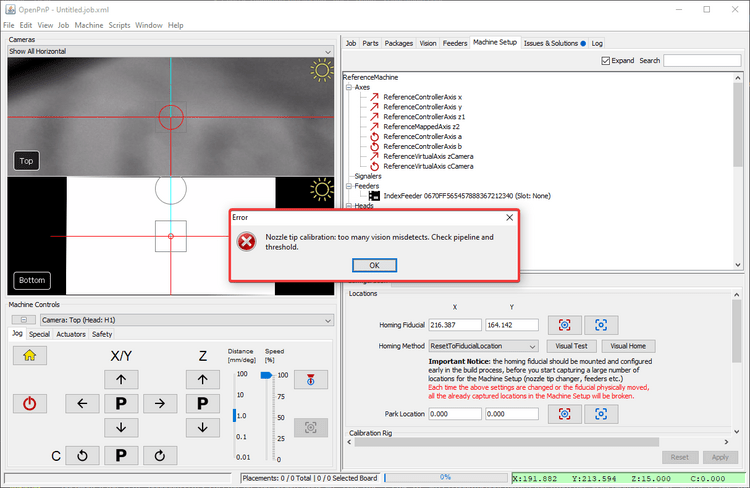 OpenPnP - Untitled.job.xml
File Edit View Job Machine Scripts Window Help
Cameras
Show All Horizontal
Top
Bottom
Machine Controls
Camera: Top (Head: H1)
Jog Special Actuators Safety
X/Y Z Distance [mm/deg] Speed [%]
100 100
10 75
1.0 50
0.1 25
0.01 0
P P
C P
Job Parts Packages Vision Feeders Machine Setup Issues & Solutions Log
Expand Search
ReferenceMachine
Axes
ReferenceControllerAxis x
ReferenceControllerAxis y
ReferenceControllerAxis z1
ReferenceMappedAxis z2
ReferenceControllerAxis a
ReferenceControllerAxis b
ReferenceVirtualAxis zCamera
ReferenceVirtualAxis cCamera
Signalers
Feeders
IndexFeeder 0670FF565457888367212340 (Slot: None)
Heads
Error
Nozzle tip calibration: too many vision misdetects. Check pipeline and
threshold.
OK
Locations
X Y
Homing Fiducial 216.387 164.142
Homing Method ResetToFiducialLocation Visual Test Visual Home
Important Notice: the homing fiducial should be mounted and configured
early in the build process, before you start capturing a large number of
locations for the Machine Setup (nozzle tip changer, feeders etc.)
Each time the above settings are changed or the fiducial physically moved,
all the already captured locations in the Machine Setup will be broken.
Park Location 0.000 0.000
Calibration Rig
Reset Apply
Placements: 0 / 0 Total | 0 / 0 Selected Board 0% X:191.882 Y:213.594 Z:15.000 C:0.000